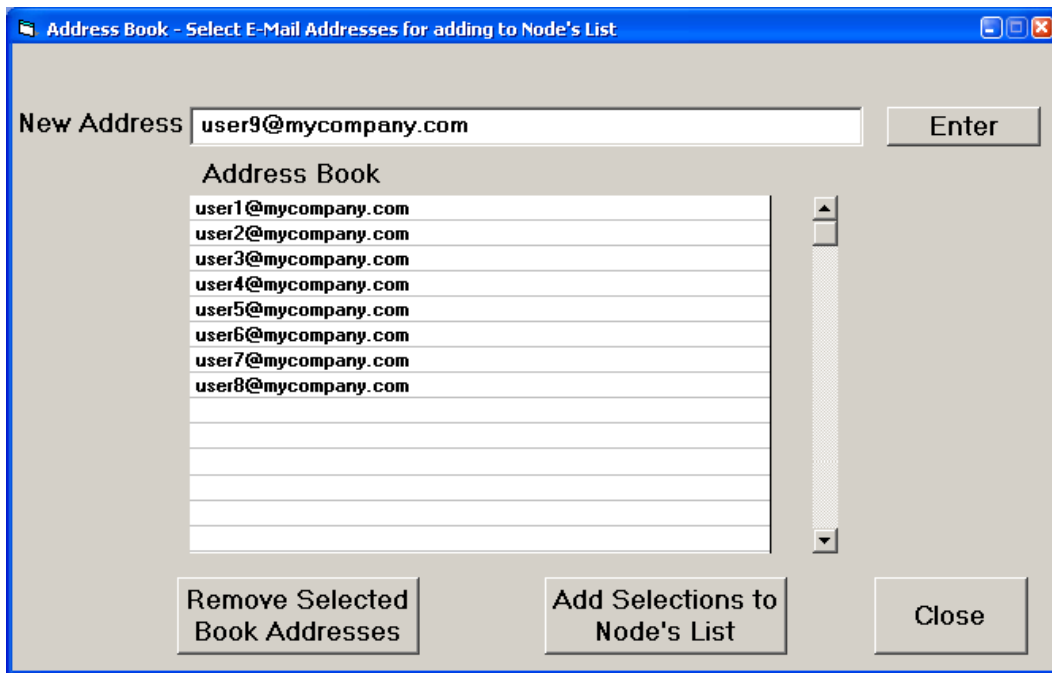 Address Book - Select E-Mail Addresses for adding to Node's List
New Address user9@mycompany.com Enter
Address Book
user1@mycompany.com
user2@mycompany.com
user3@mycompany.com
user4@mycompany.com
user5@mycompany.com
user6@mycompany.com
user7@mycompany.com
user8@mycompany.com
Remove Selected
Book Addresses
Add Selections to
Node's List
Close